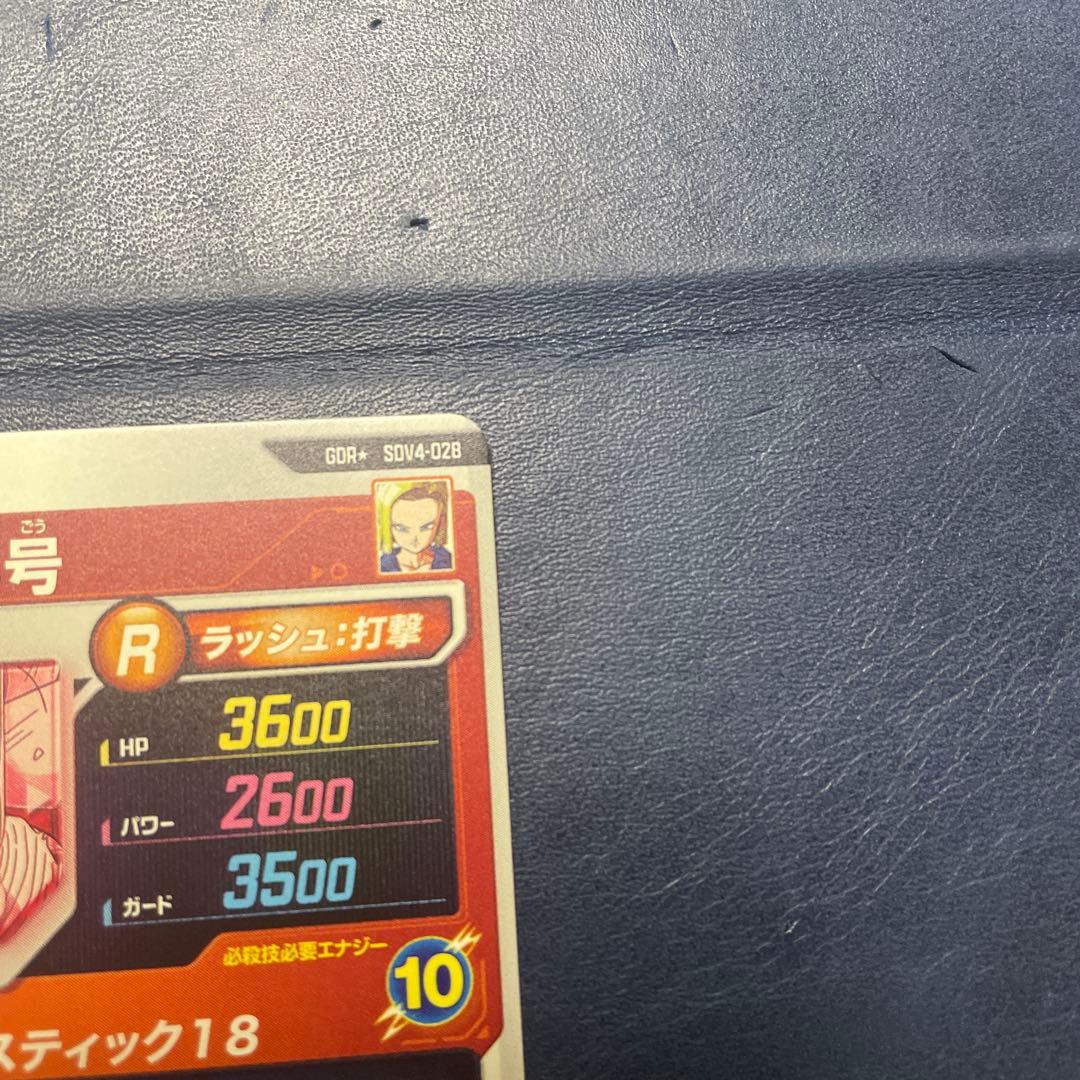 GDR★ SDV4-028
ごう
号
R ラッシュ:打撃
HP 3600
パワー 2600
ガード 3500
必殺技必要エナジー
10
スティック18